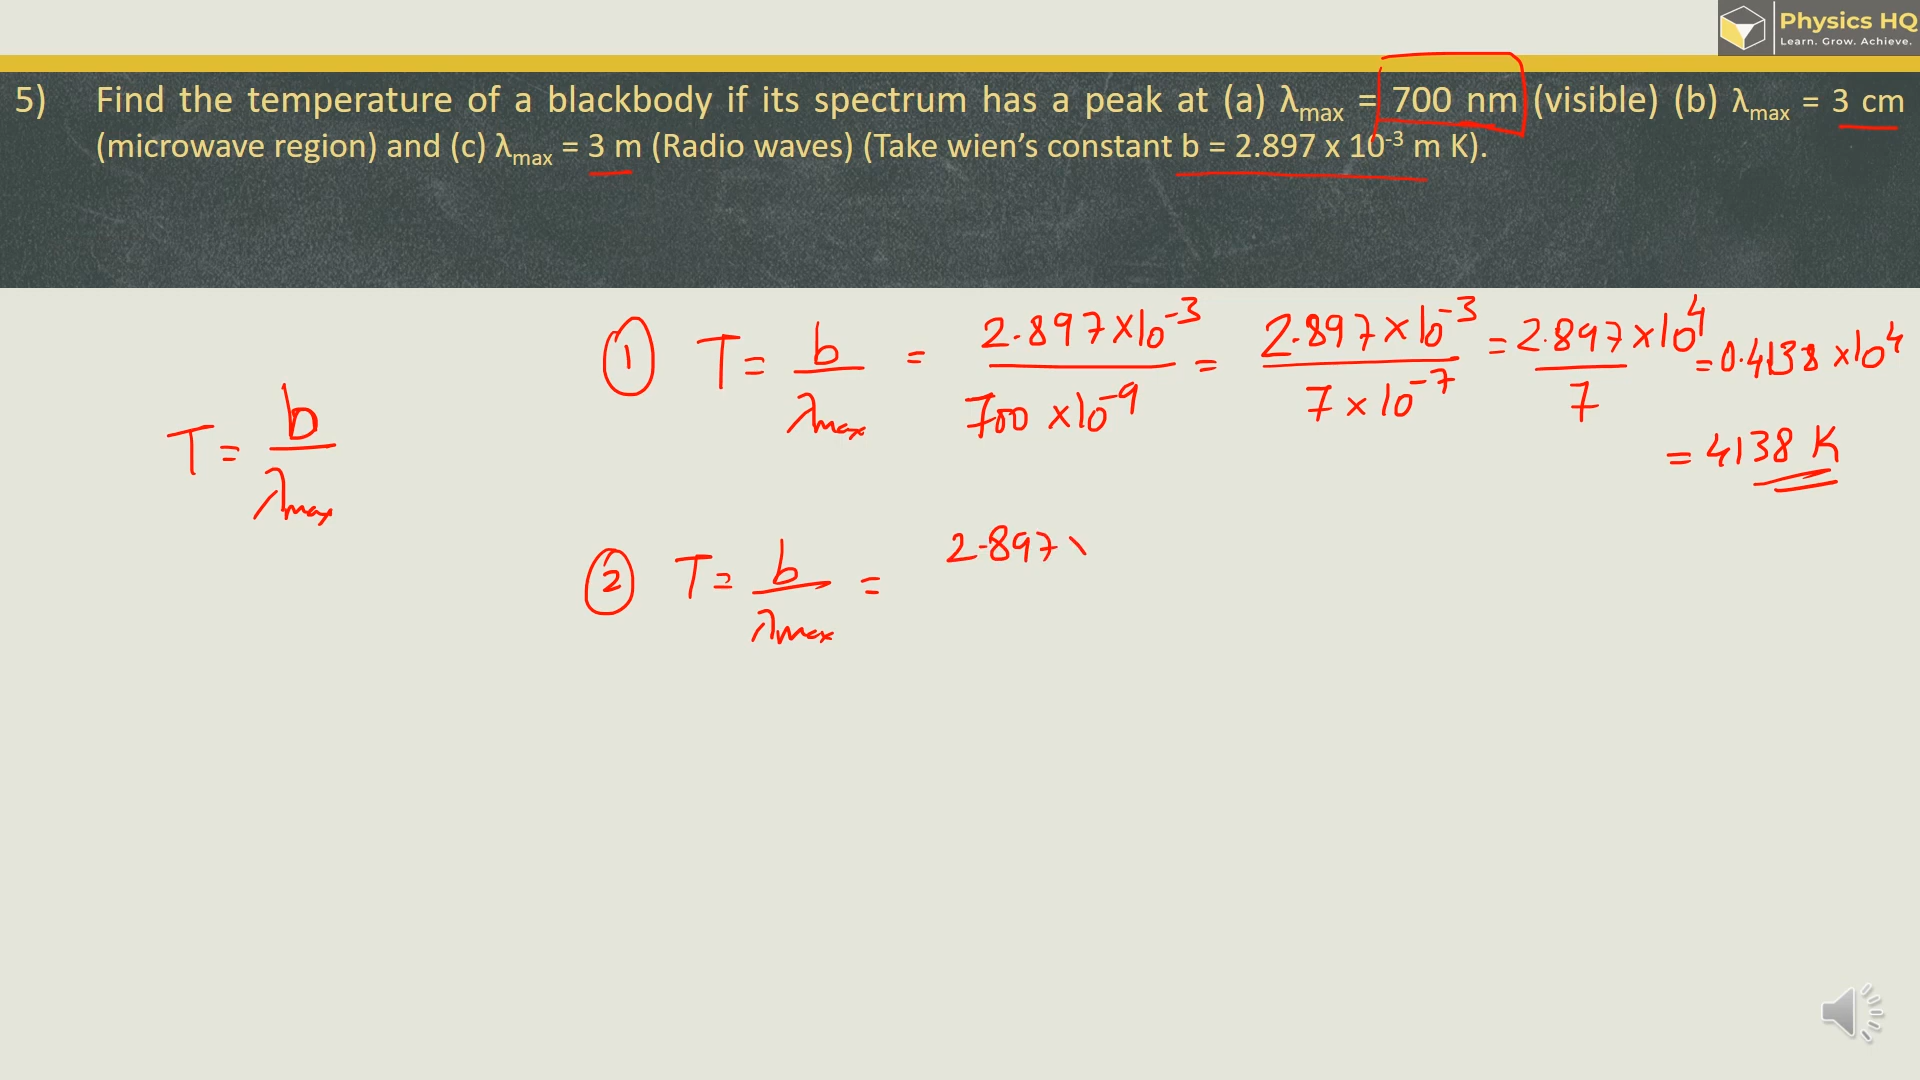 Physics HQ
Learn. Grow. Achieve.
5) Find the temperature of a blackbody if its spectrum has a peak at (a) λmax = 700 nm (visible) (b) λmax = 3 cm
(microwave region) and (c) λmax = 3 m (Radio waves) (Take wien’s constant b = 2.897 x 10⁻³ m K).
T = b / λmax
① T = b / λmax = 2.897 × 10⁻³ / 700 × 10⁻⁹ = 2.897 × 10⁻³ / 7 × 10⁻⁷ = 2.897 × 10⁴ / 7 = 0.4138 × 10⁴
= 4138 K
② T = b / λmax = 2.897